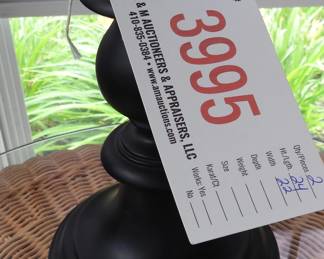 & M AUCTIONEERS & APPRAISERS, LLC
410-835-0384 • www.amauctions.com
3995
Qty/Pieces 2
Ht./Lgth. 24
Width 22
Depth
Weight
Size
Karat/Ct
Works: Yes
No